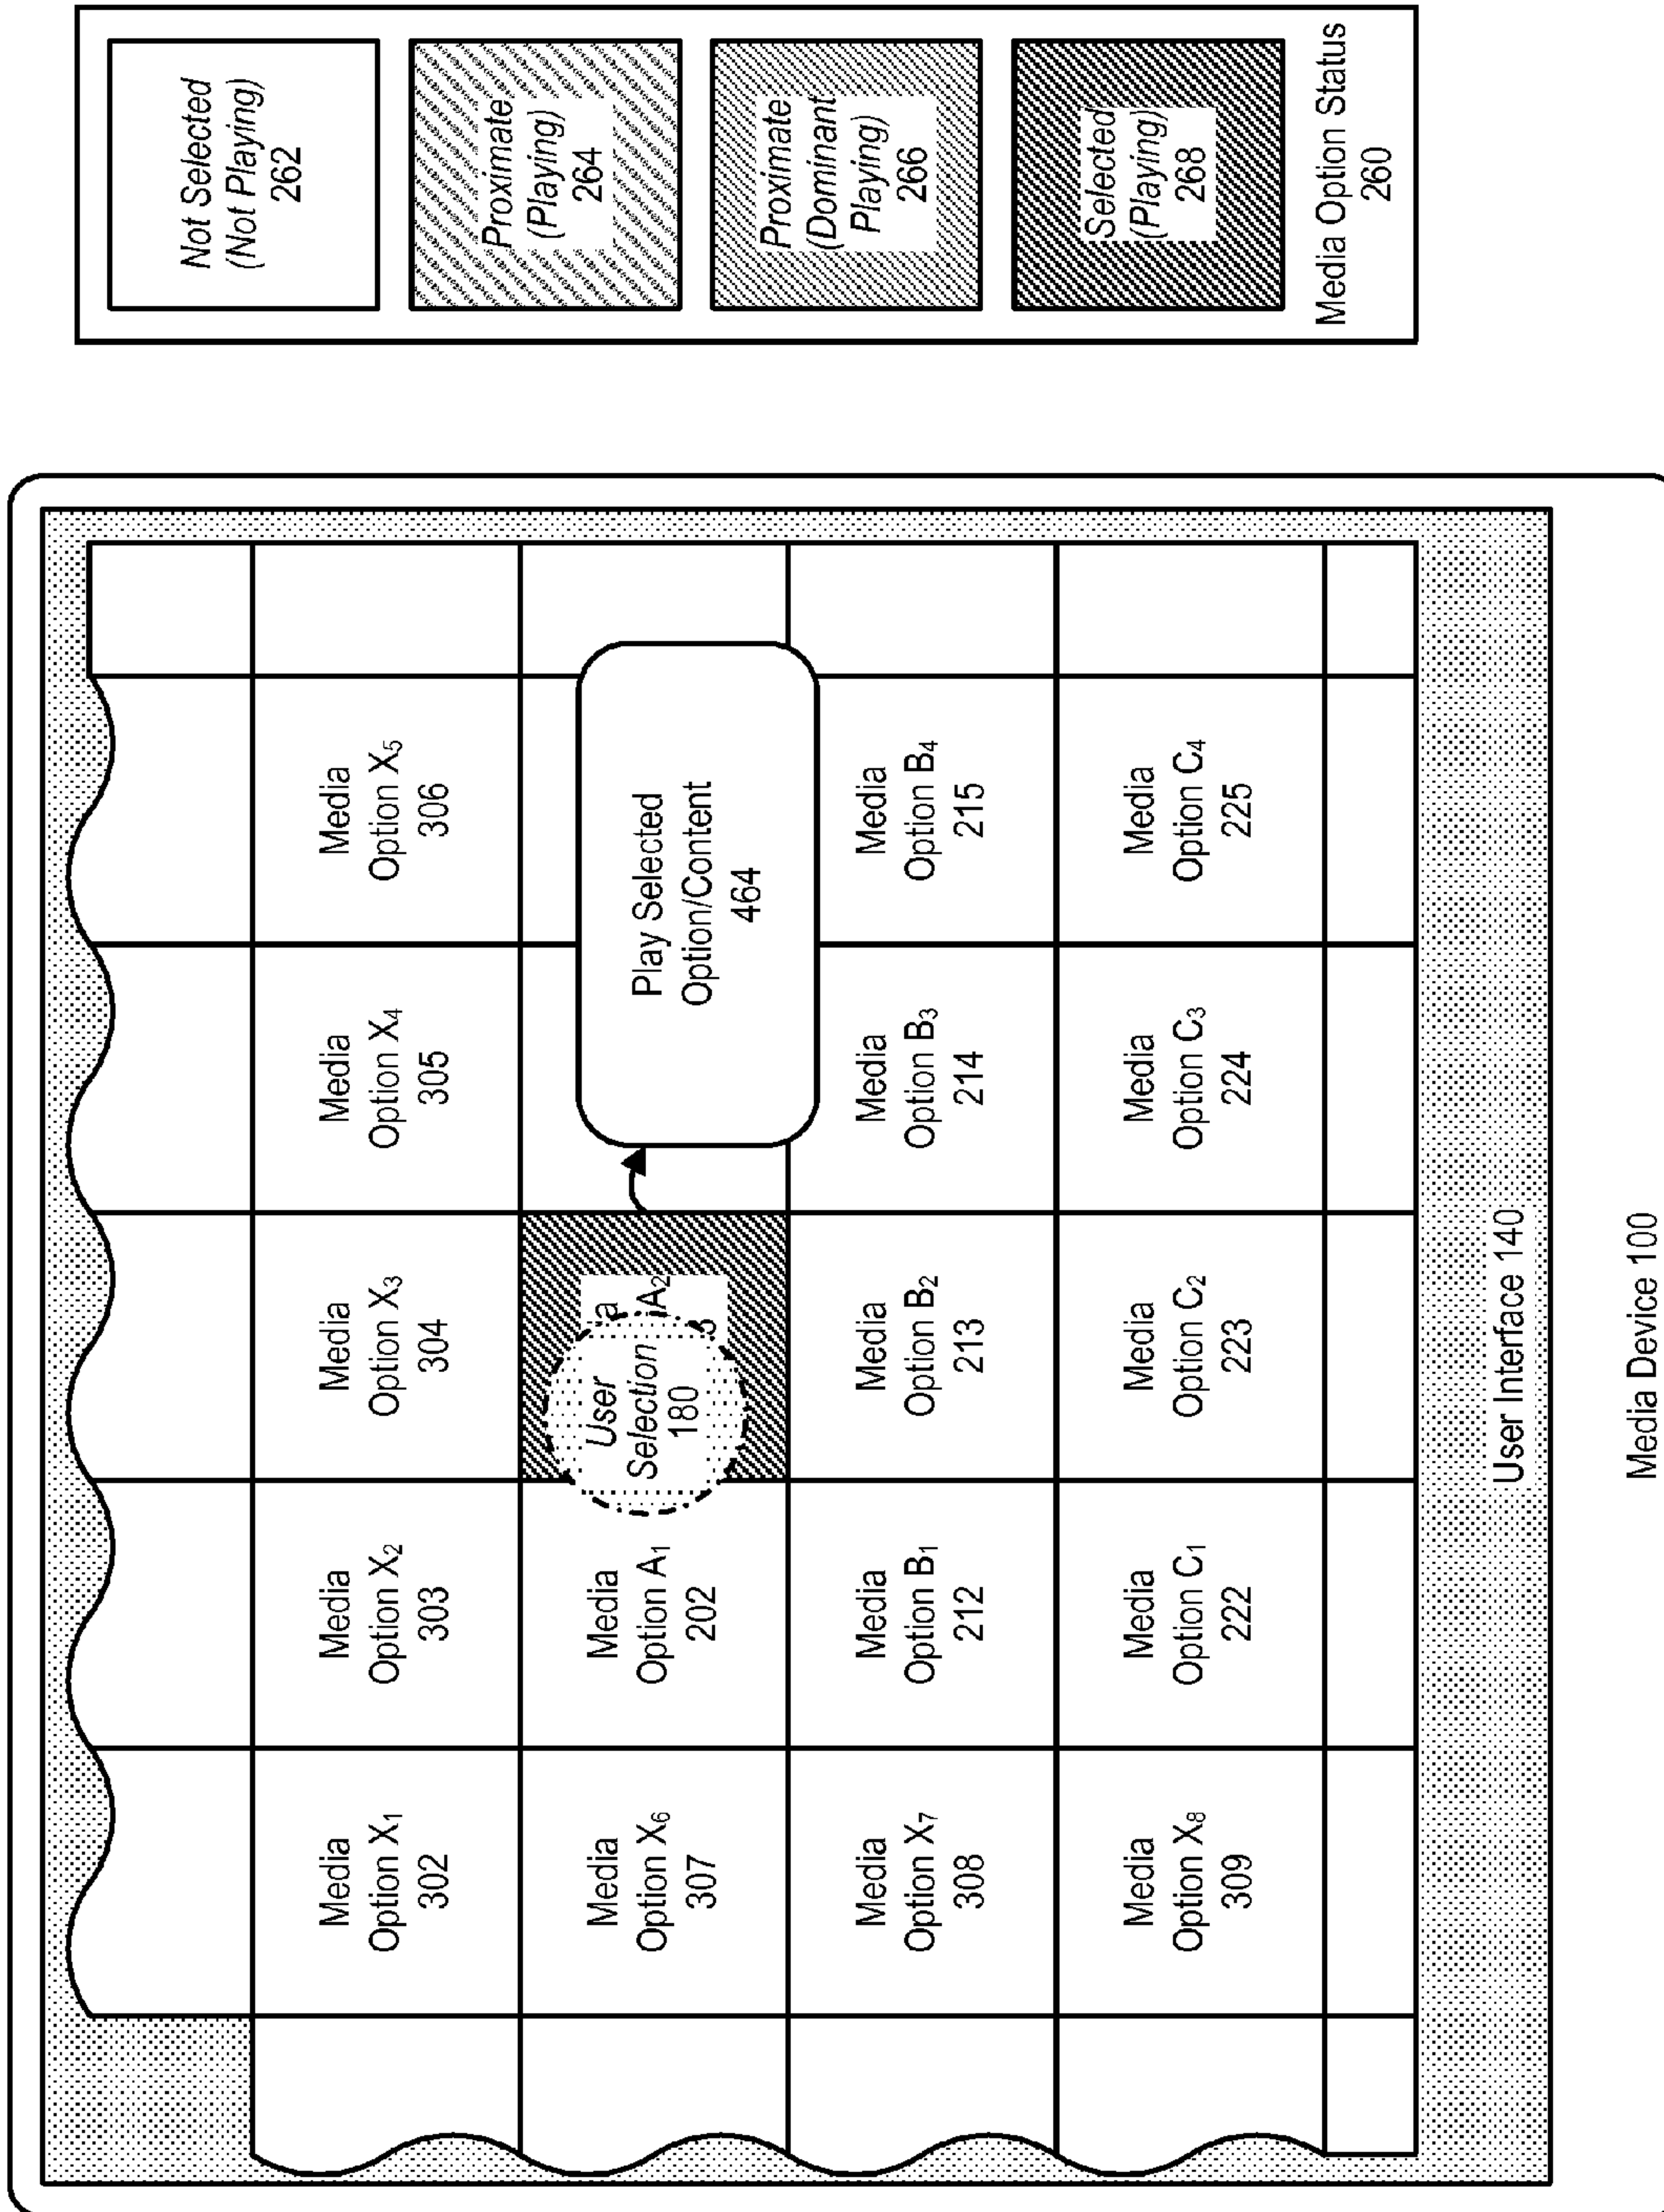 Media
Option X₁
302
Media
Option X₂
303
Media
Option X₃
304
Media
Option X₄
305
Media
Option X₅
306
Media
Option X₆
307
Media
Option A₁
202
User
Selection
180
A₂
Play Selected
Option/Content
464
Media
Option X₇
308
Media
Option B₁
212
Media
Option B₂
213
Media
Option B₃
214
Media
Option B₄
215
Media
Option X₈
309
Media
Option C₁
222
Media
Option C₂
223
Media
Option C₃
224
Media
Option C₄
225
User Interface 140
Media Device 100
Not Selected
(Not Playing)
262
Proximate
(Playing)
264
Proximate
(Dominant
Playing)
266
Selected
(Playing)
268
Media Option Status
260